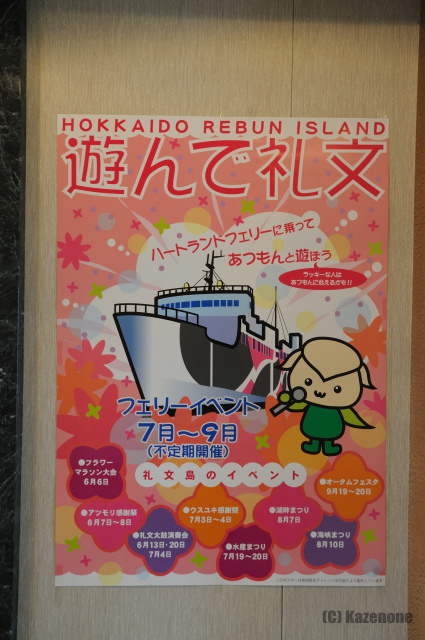 HOKKAIDO REBUN ISLAND
遊んで礼文
ハートランドフェリーに乗って
あつもんと遊ぼう
ラッキーな人は
あつもんに会えるかも!!
フェリーイベント
7月～9月
(不定期開催)
礼文島のイベント
●フラワー
マラソン大会
6月6日
●アツモリ感謝祭
6月7日～8日
●礼文太鼓演奏会
6月13日・20日
7月4日
●ウスユキ感謝祭
7月3日～4日
●水産まつり
7月19日～20日
●湖畔まつり
8月7日
●海峡まつり
8月10日
●オータムフェスタ
9月19～20日
(C) Kazenone